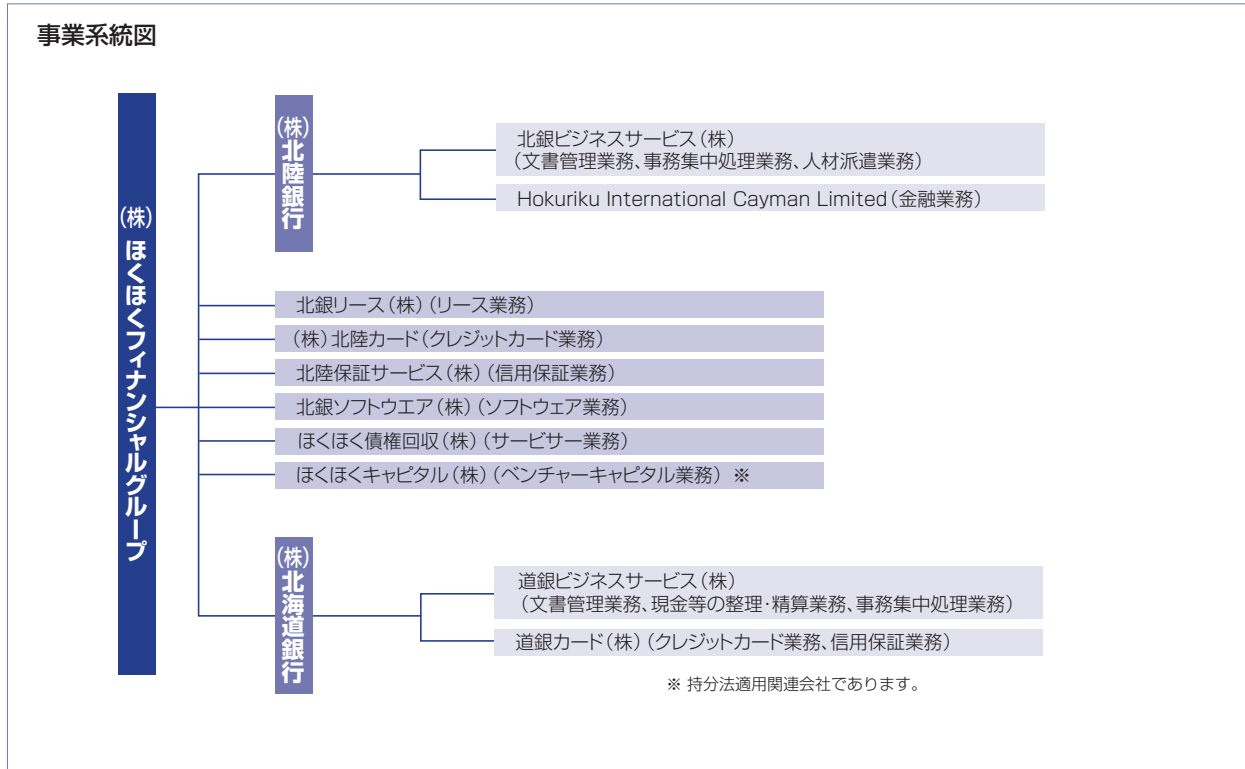 事業系統図
(株)ほくほくフィナンシャルグループ
(株)北陸銀行
北銀ビジネスサービス(株)
(文書管理業務、事務集中処理業務、人材派遣業務)
Hokuriku International Cayman Limited(金融業務)
北銀リース(株)(リース業務)
(株)北陸カード(クレジットカード業務)
北陸保証サービス(株)(信用保証業務)
北銀ソフトウエア(株)(ソフトウェア業務)
ほくほく債権回収(株)(サービサー業務)
ほくほくキャピタル(株)(ベンチャーキャピタル業務) ※
(株)北海道銀行
道銀ビジネスサービス(株)
(文書管理業務、現金等の整理・精算業務、事務集中処理業務)
道銀カード(株)(クレジットカード業務、信用保証業務)
※ 持分法適用関連会社であります。